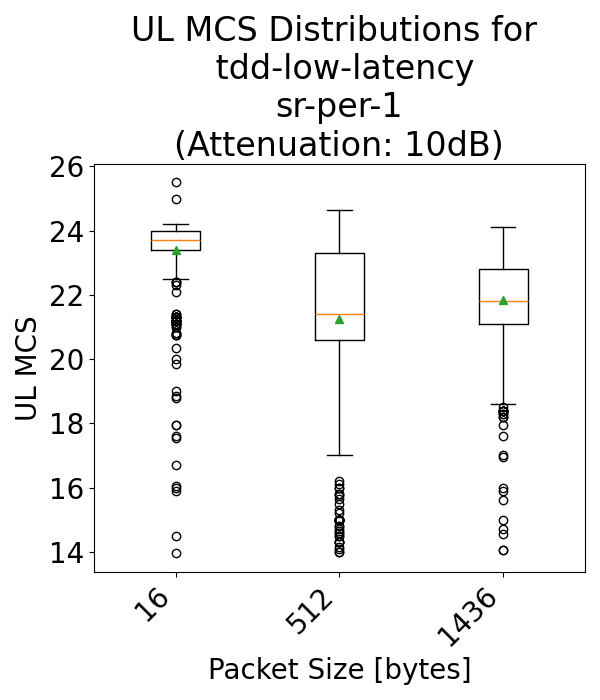 UL MCS Distributions for
tdd-low-latency
sr-per-1
(Attenuation: 10dB)
26
24
22
20
18
16
14
UL MCS
16
512
1436
Packet Size [bytes]